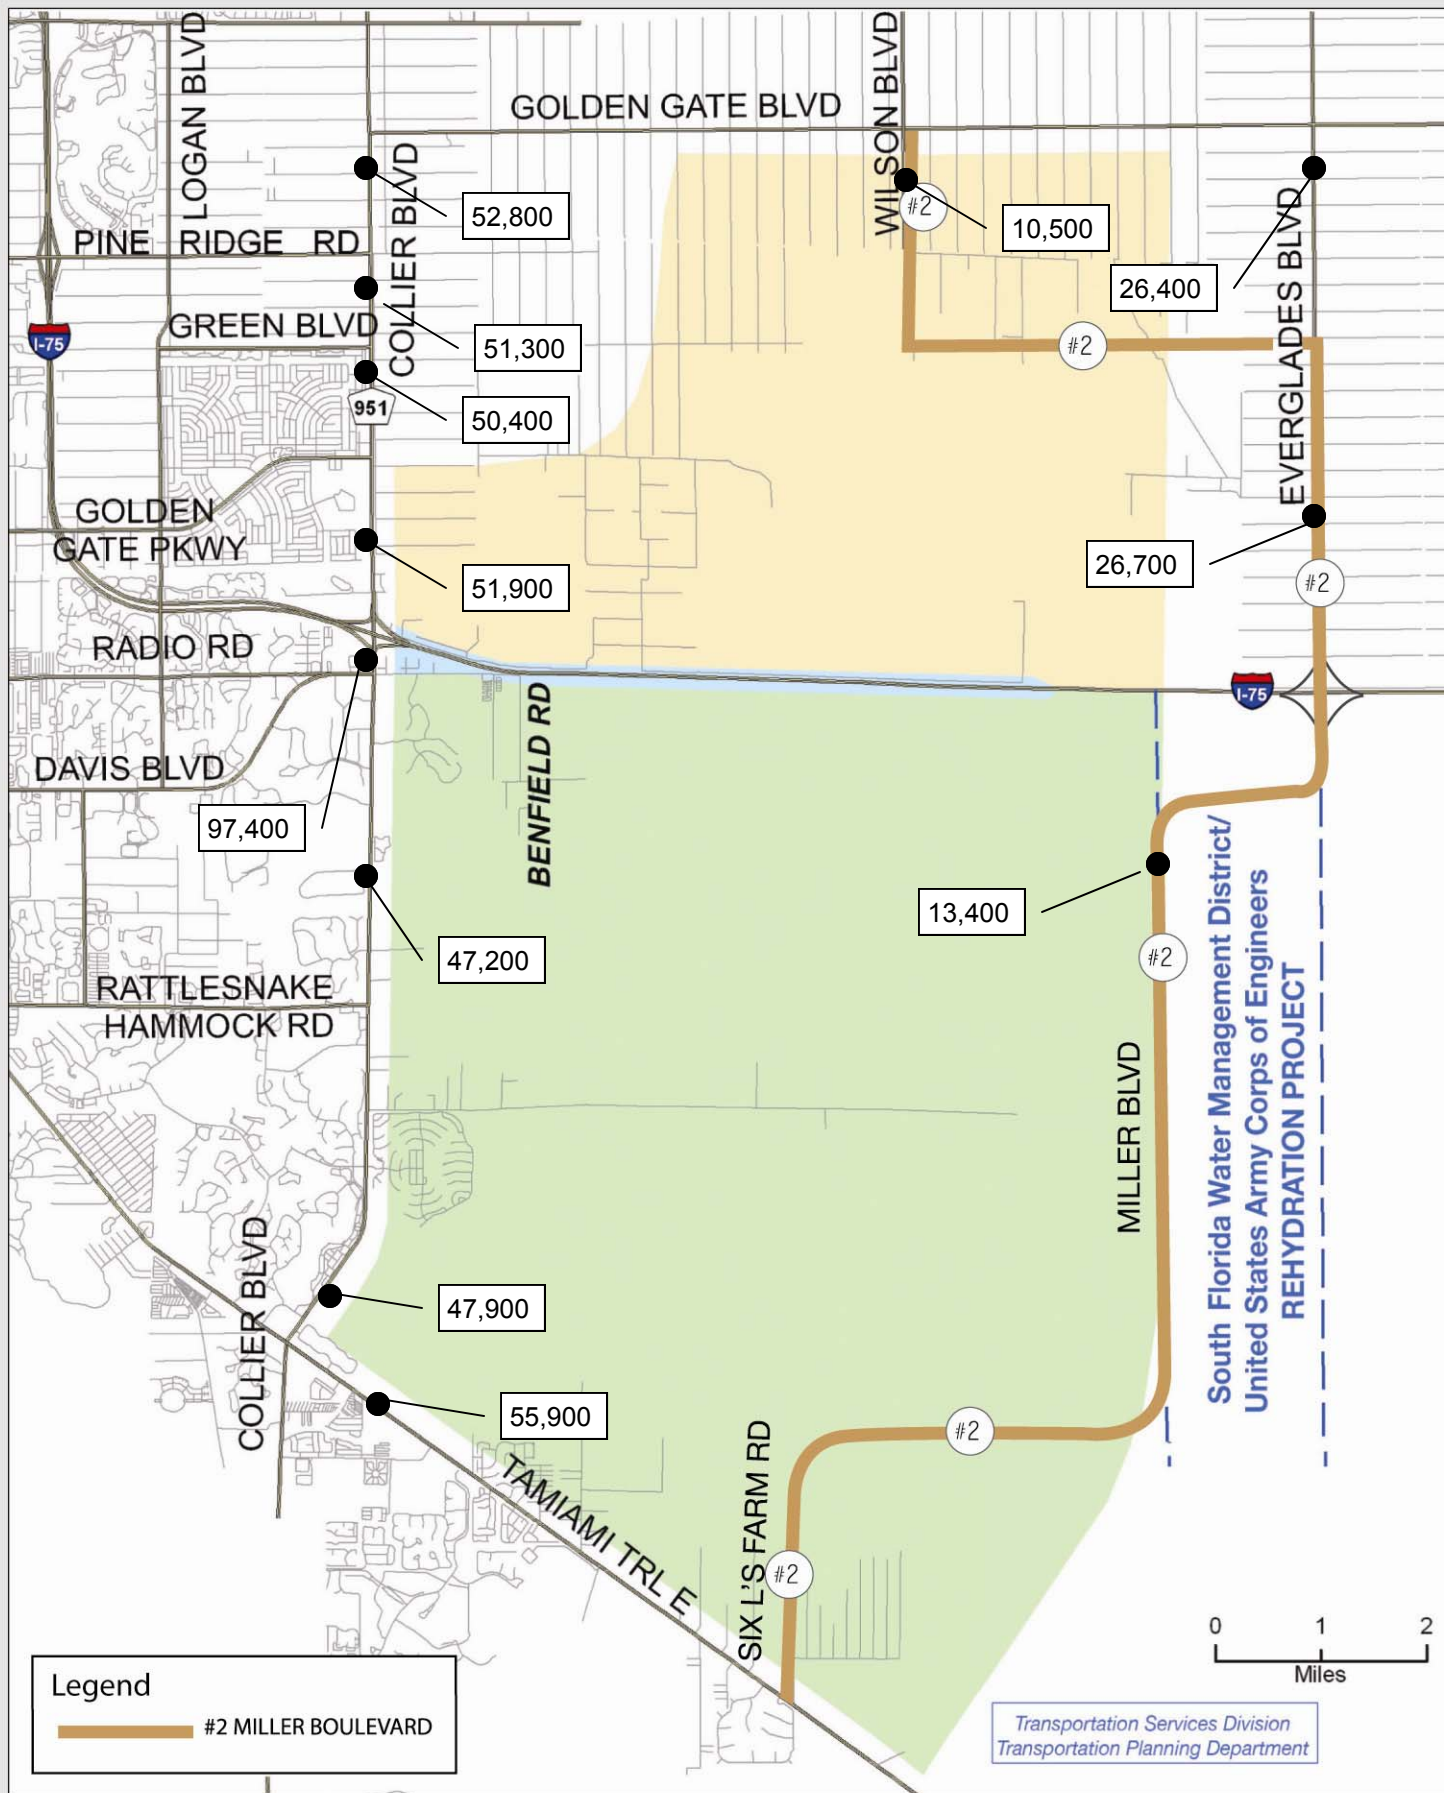 LOGAN BLVD
WILSON BLVD
GOLDEN GATE BLVD
COLLIER BLVD
52,800
#2
10,500
EVERGLADES BLVD
26,400
PINE RIDGE RD
GREEN BLVD
I-75
51,300
#2
951
50,400
GOLDEN
GATE PKWY
51,900
26,700
#2
RADIO RD
I-75
BENFIELD RD
DAVIS BLVD
97,400
47,200
13,400
#2
RATTLESNAKE
HAMMOCK RD
MILLER BLVD
South Florida Water Management District/
United States Army Corps of Engineers
REHYDRATION PROJECT
COLLIER BLVD
47,900
55,900
#2
TAMIAMI TRL E
SIX L'S FARM RD
#2
0 1 2
Miles
Legend
#2 MILLER BOULEVARD
Transportation Services Division
Transportation Planning Department